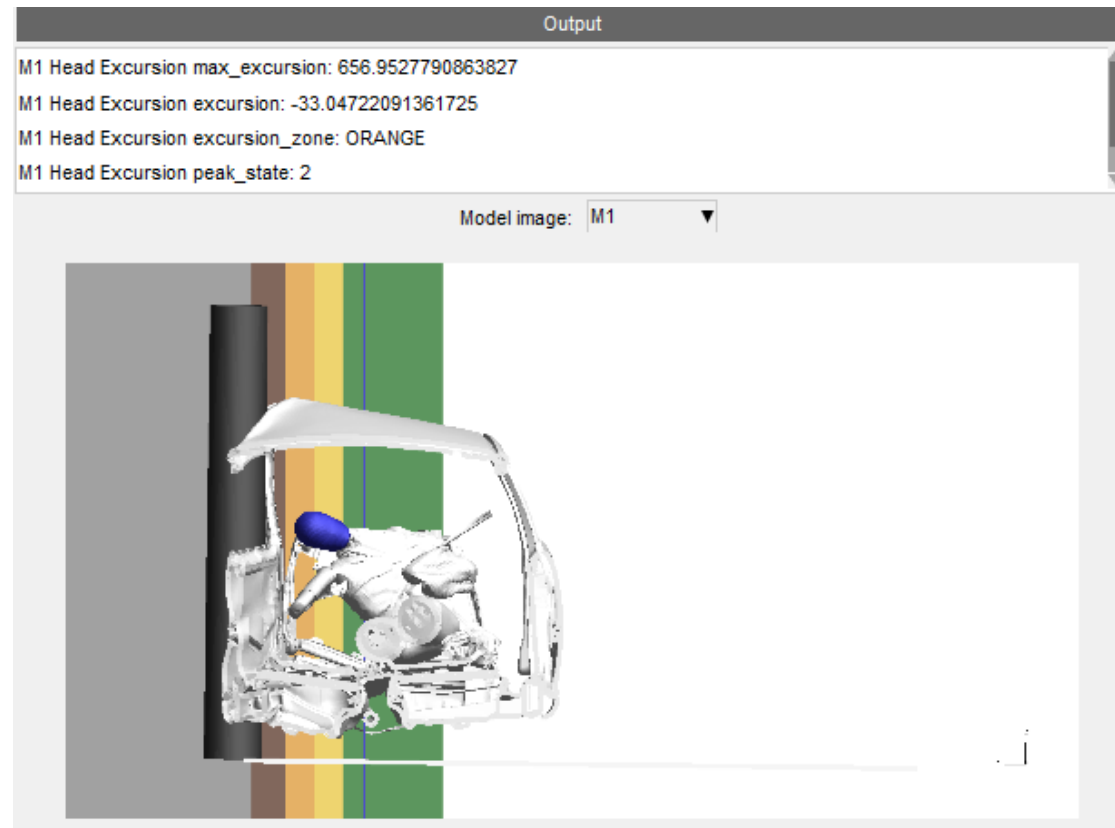 Output
M1 Head Excursion max_excursion: 656.9527790863827
M1 Head Excursion excursion: -33.04722091361725
M1 Head Excursion excursion_zone: ORANGE
M1 Head Excursion peak_state: 2
Model image: M1